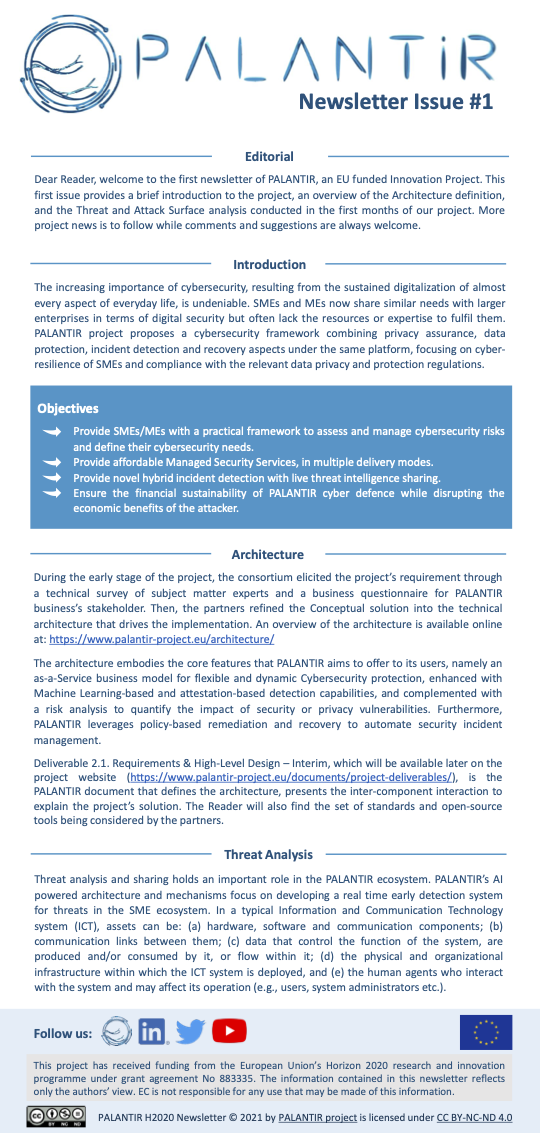 PALANTiR
Newsletter Issue #1
Editorial
Dear Reader, welcome to the first newsletter of PALANTIR, an EU funded Innovation Project. This
first issue provides a brief introduction to the project, an overview of the Architecture definition,
and the Threat and Attack Surface analysis conducted in the first months of our project. More
project news is to follow while comments and suggestions are always welcome.
Introduction
The increasing importance of cybersecurity, resulting from the sustained digitalization of almost
every aspect of everyday life, is undeniable. SMEs and MEs now share similar needs with larger
enterprises in terms of digital security but often lack the resources or expertise to fulfil them.
PALANTIR project proposes a cybersecurity framework combining privacy assurance, data
protection, incident detection and recovery aspects under the same platform, focusing on cyber-
resilience of SMEs and compliance with the relevant data privacy and protection regulations.
Objectives
Provide SMEs/MEs with a practical framework to assess and manage cybersecurity risks
and define their cybersecurity needs.
Provide affordable Managed Security Services, in multiple delivery modes.
Provide novel hybrid incident detection with live threat intelligence sharing.
Ensure the financial sustainability of PALANTIR cyber defence while disrupting the
economic benefits of the attacker.
Architecture
During the early stage of the project, the consortium elicited the project's requirement through
a technical survey of subject matter experts and a business questionnaire for PALANTIR
business's stakeholder. Then, the partners refined the Conceptual solution into the technical
architecture that drives the implementation. An overview of the architecture is available online
at: https://www.palantir-project.eu/architecture/
The architecture embodies the core features that PALANTIR aims to offer to its users, namely an
as-a-Service business model for flexible and dynamic Cybersecurity protection, enhanced with
Machine Learning-based and attestation-based detection capabilities, and complemented with
a risk analysis to quantify the impact of security or privacy vulnerabilities. Furthermore,
PALANTIR leverages policy-based remediation and recovery to automate security incident
management.
Deliverable 2.1. Requirements & High-Level Design – Interim, which will be available later on the
project website (https://www.palantir-project.eu/documents/project-deliverables/), is the
PALANTIR document that defines the architecture, presents the inter-component interaction to
explain the project's solution. The Reader will also find the set of standards and open-source
tools being considered by the partners.
Threat Analysis
Threat analysis and sharing holds an important role in the PALANTIR ecosystem. PALANTIR's AI
powered architecture and mechanisms focus on developing a real time early detection system
for threats in the SME ecosystem. In a typical Information and Communication Technology
system (ICT), assets can be: (a) hardware, software and communication components; (b)
communication links between them; (c) data that control the function of the system, are
produced and/or consumed by it, or flow within it; (d) the physical and organizational
infrastructure within which the ICT system is deployed, and (e) the human agents who interact
with the system and may affect its operation (e.g., users, system administrators etc.).
Follow us:
in
This project has received funding from the European Union's Horizon 2020 research and innovation
programme under grant agreement No 883335. The information contained in this newsletter reflects
only the authors' view. EC is not responsible for any use that may be made of this information.
cc BY NC ND
PALANTIR H2020 Newsletter © 2021 by PALANTIR project is licensed under CC BY-NC-ND 4.0